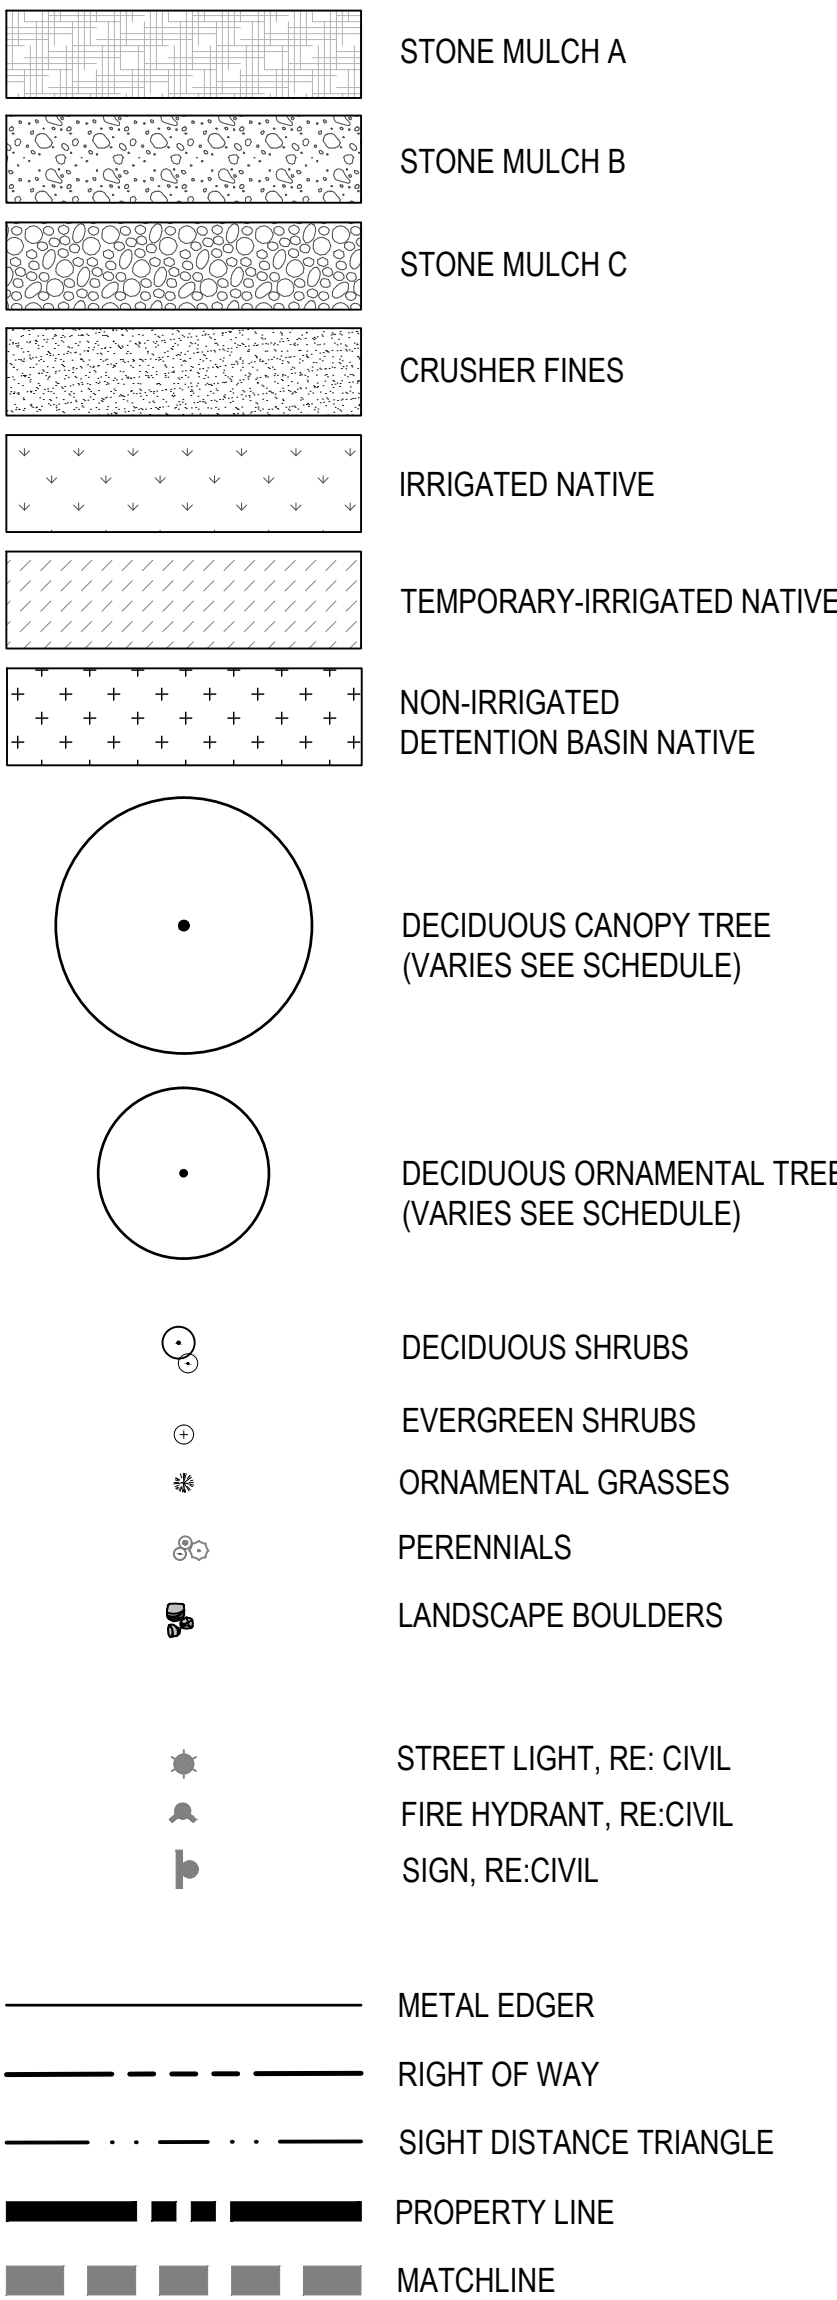 STONE MULCH A
STONE MULCH B
STONE MULCH C
CRUSHER FINES
IRRIGATED NATIVE
TEMPORARY-IRRIGATED NATIVE
NON-IRRIGATED
DETENTION BASIN NATIVE
DECIDUOUS CANOPY TREE
(VARIES SEE SCHEDULE)
DECIDUOUS ORNAMENTAL TREE
(VARIES SEE SCHEDULE)
DECIDUOUS SHRUBS
EVERGREEN SHRUBS
ORNAMENTAL GRASSES
PERENNIALS
LANDSCAPE BOULDERS
STREET LIGHT, RE: CIVIL
FIRE HYDRANT, RE:CIVIL
SIGN, RE:CIVIL
METAL EDGER
RIGHT OF WAY
SIGHT DISTANCE TRIANGLE
PROPERTY LINE
MATCHLINE